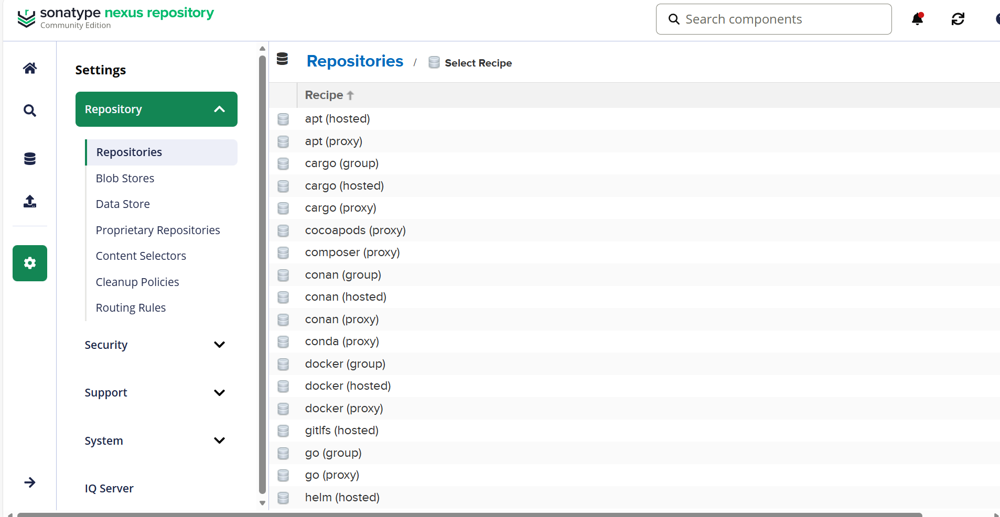 sonatype nexus repository
Community Edition
Search components
Settings
Repository
Repositories
Blob Stores
Data Store
Proprietary Repositories
Content Selectors
Cleanup Policies
Routing Rules
Security
Support
System
IQ Server
Repositories / Select Recipe
Recipe
apt (hosted)
apt (proxy)
cargo (group)
cargo (hosted)
cargo (proxy)
cocoapods (proxy)
composer (proxy)
conan (group)
conan (hosted)
conan (proxy)
conda (proxy)
docker (group)
docker (hosted)
docker (proxy)
gitlfs (hosted)
go (group)
go (proxy)
helm (hosted)